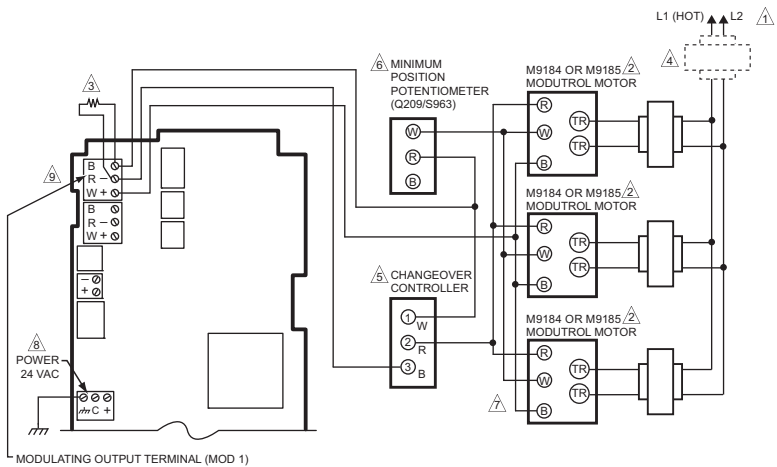 L1 (HOT) L2 1
4
6 MINIMUM
POSITION
POTENTIOMETER
(Q209/S963)
W
R
B
M9184 OR M9185 2
MODUTROL MOTOR
R
W
B
TR
TR
3
9
B
R –
W +
B
R –
W +
– 
+
M9184 OR M9185 2
MODUTROL MOTOR
R
W
B
TR
TR
5 CHANGEOVER
CONTROLLER
1 W
2 R
3 B
M9184 OR M9185 2
MODUTROL MOTOR
R
W
B
TR
TR
7
8
POWER
24 VAC
C +
MODULATING OUTPUT TERMINAL (MOD 1)